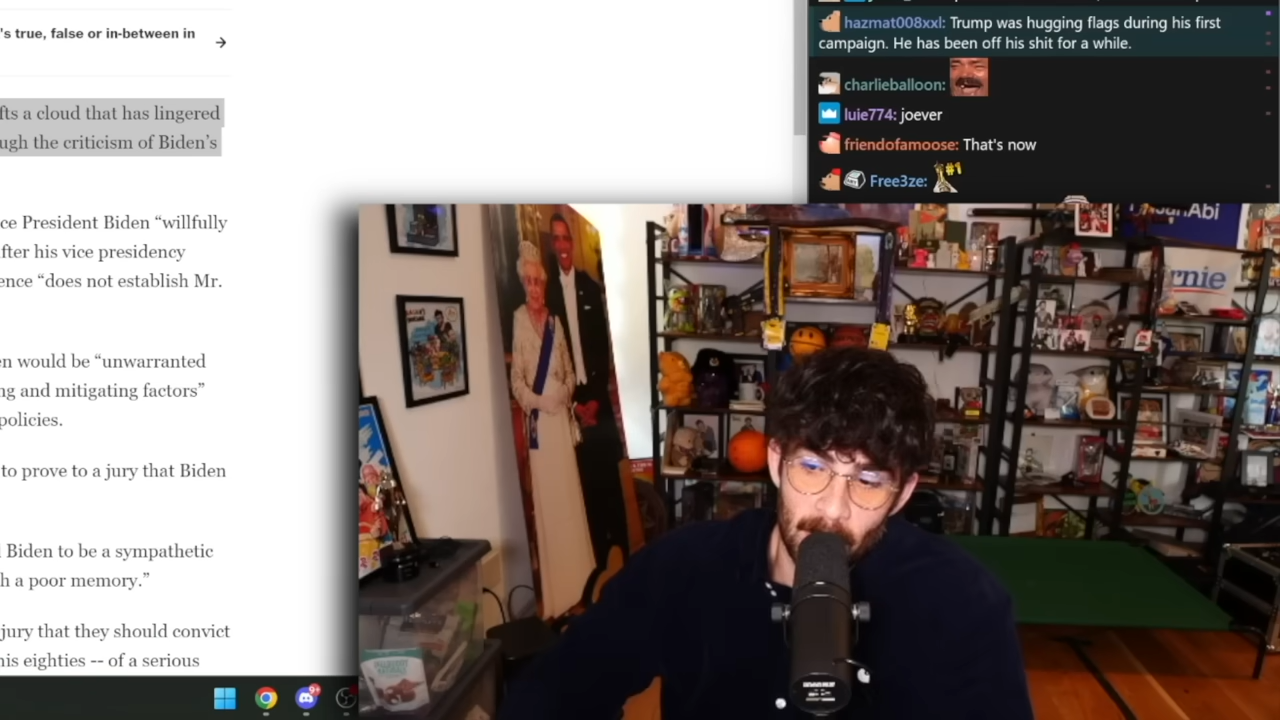 's true, false or in-between in
fts a cloud that has lingered
ugh the criticism of Biden's
ce President Biden “willfully
fter his vice presidency
ence “does not establish Mr.
en would be “unwarranted
ng and mitigating factors”
policies.
to prove to a jury that Biden
l Biden to be a sympathetic
h a poor memory.”
jury that they should convict
his eighties -- of a serious
hazmat008xxl: Trump was hugging flags during his first
campaign. He has been off his shit for a while.
charlieballoon:
luie774: joever
friendofamoose: That's now
Free3ze:
#1
anAbi
rnie